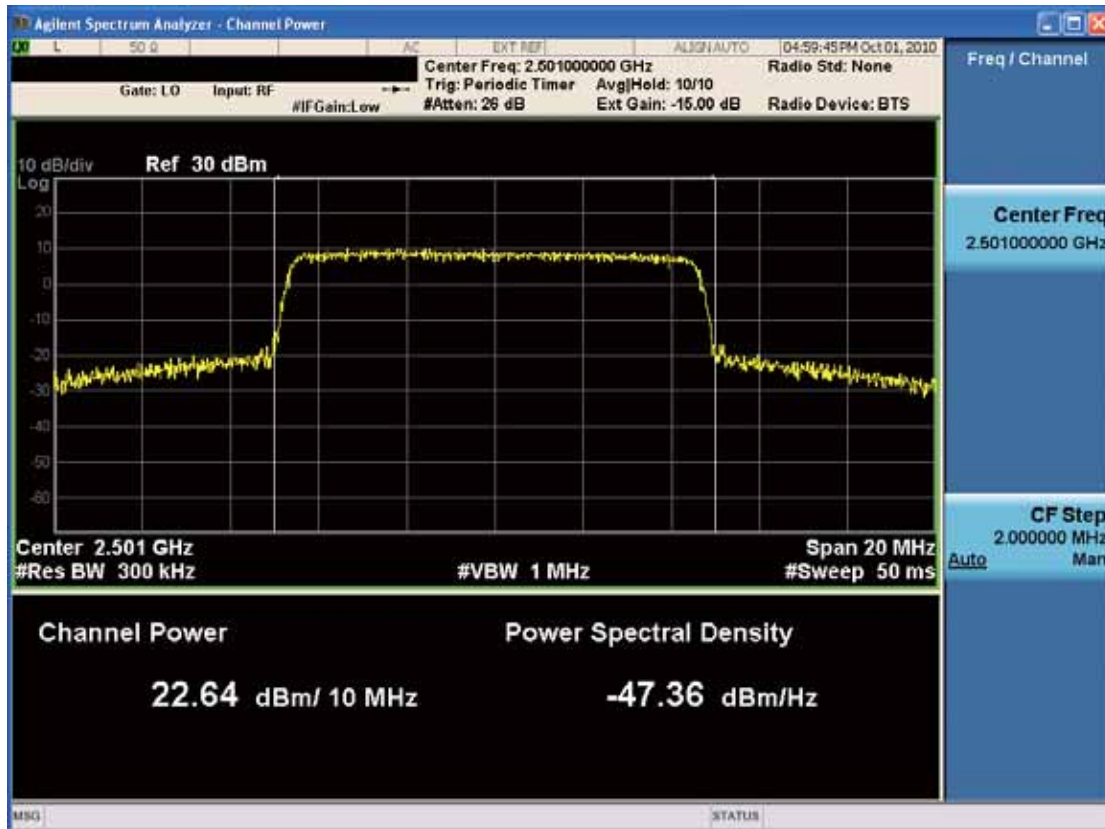 Agilent Spectrum Analyzer - Channel Power
L 50 Ω AC EXT REF ALIGN AUTO 04:59:45 PM Oct 01, 2010
Center Freq: 2.501000000 GHz Radio Std: None
Gate: LO Input: RF Trig: Periodic Timer Avg|Hold: 10/10
#IFGain:Low #Atten: 26 dB Ext Gain: -15.00 dB Radio Device: BTS
Freq / Channel
10 dB/div Ref 30 dBm
Log
20
10
0
-10
-20
-30
-40
-50
-60
Center Freq
2.501000000 GHz
Center 2.501 GHz Span 20 MHz
#Res BW 300 kHz #VBW 1 MHz #Sweep 50 ms
CF Step
2.000000 MHz
Auto Man
Channel Power Power Spectral Density
22.64 dBm/ 10 MHz -47.36 dBm/Hz
MSG STATUS